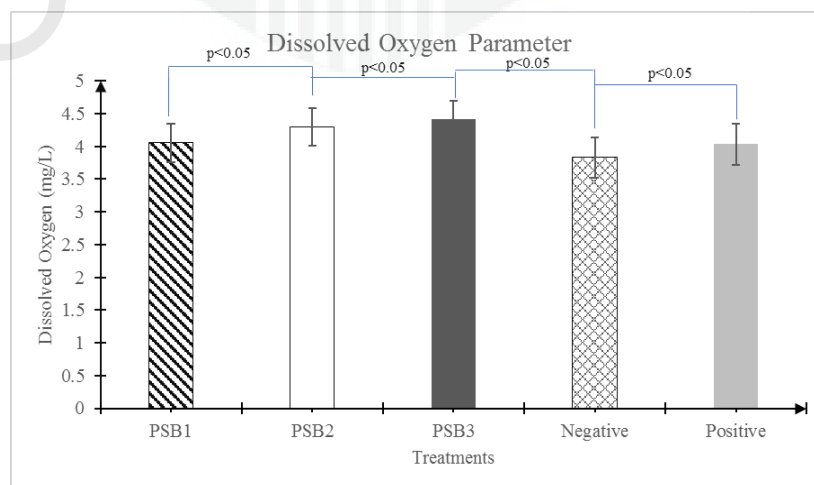 Dissolved Oxygen Parameter
p<0.05
p<0.05
p<0.05
p<0.05
Dissolved Oxygen (mg/L)
5
4.5
4
3.5
3
2.5
2
1.5
1
0.5
0
PSB1 PSB2 PSB3 Negative Positive
Treatments